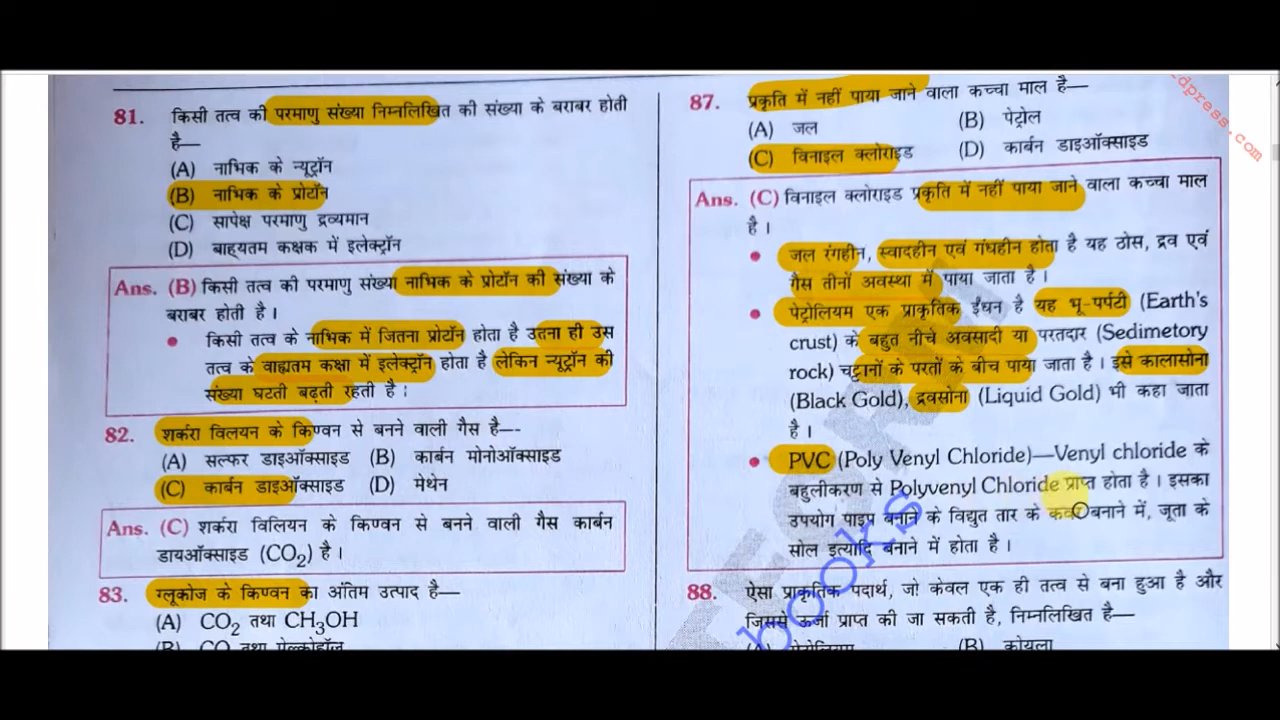 81. किसी तत्व की परमाणु संख्या निम्नलिखित की संख्या के बराबर होती
है—
(A) नाभिक के न्यूट्रॉन
(B) नाभिक के प्रोटॉन
(C) सापेक्ष परमाणु द्रव्यमान
(D) बाह्यतम कक्षक में इलेक्ट्रॉन
Ans. (B) किसी तत्व की परमाणु संख्या नाभिक के प्रोटॉन की संख्या के
बराबर होती है।
• किसी तत्व के नाभिक में जितना प्रोटॉन होता है उतना ही उस
तत्व के वाह्यतम कक्षा में इलेक्ट्रॉन होता है लेकिन न्यूट्रॉन की
संख्या घटती बढ़ती रहती है।
82. शर्करा विलयन के किण्वन से बनने वाली गैस है—-
(A) सल्फर डाइऑक्साइड (B) कार्बन मोनोऑक्साइड
(C) कार्बन डाइऑक्साइड (D) मेथेन
Ans. (C) शर्करा विलियन के किण्वन से बनने वाली गैस कार्बन
डायऑक्साइड (CO₂) है।
83. ग्लूकोज के किण्वन का अंतिम उत्पाद है—
(A) CO₂ तथा CH₃OH
(B) तथा
87. प्रकृति में नहीं पाया जाने वाला कच्चा माल है—
(A) जल (B) पेट्रोल
(C) विनाइल क्लोराइड (D) कार्बन डाइऑक्साइड
Ans. (C) विनाइल क्लोराइड प्रकृति में नहीं पाया जाने वाला कच्चा माल
है।
• जल रंगहीन, स्वादहीन एवं गंधहीन होता है यह ठोस, द्रव एवं
गैस तीनों अवस्था में पाया जाता है।
• पेट्रोलियम एक प्राकृतिक ईंधन है यह भू-पर्पटी (Earth's
crust) के बहुत नीचे अवसादी या परतदार (Sedimetory
rock) चट्टानों के परतों के बीच पाया जाता है। इसे कालासोना
(Black Gold), द्रवसोना (Liquid Gold) भी कहा जाता
है।
• PVC (Poly Venyl Chloride)—Venyl chloride के
बहुलीकरण से Polyvenyl Chloride प्राप्त होता है। इसका
उपयोग पाइप बनाने के विद्युत तार के बनाने में, जूता के
सोल इत्यादि बनाने में होता है।
88. ऐसा प्राकृतिक पदार्थ, जो केवल एक ही तत्व से बना हुआ है और
जिससे ऊर्जा प्राप्त की जा सकती है, निम्नलिखित है—
(B) कोयला
dpress.com
books